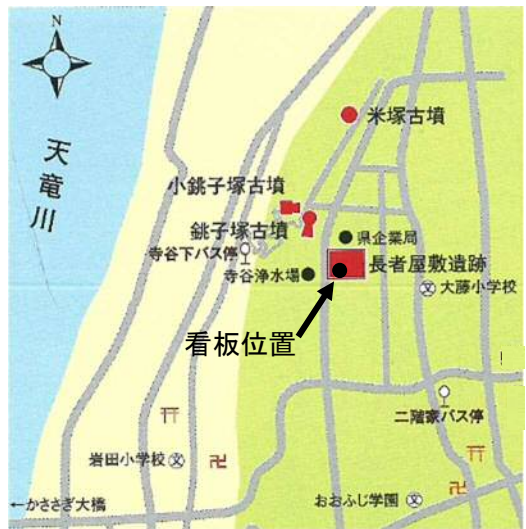 N
天竜川
米塚古墳
小銚子塚古墳
銚子塚古墳
県企業局
寺谷下バス停
長者屋敷遺跡
寺谷浄水場
文 大藤小学校
看板位置
二階家バス停
岩田小学校 文
←かささぎ大橋
おおふじ学園 文